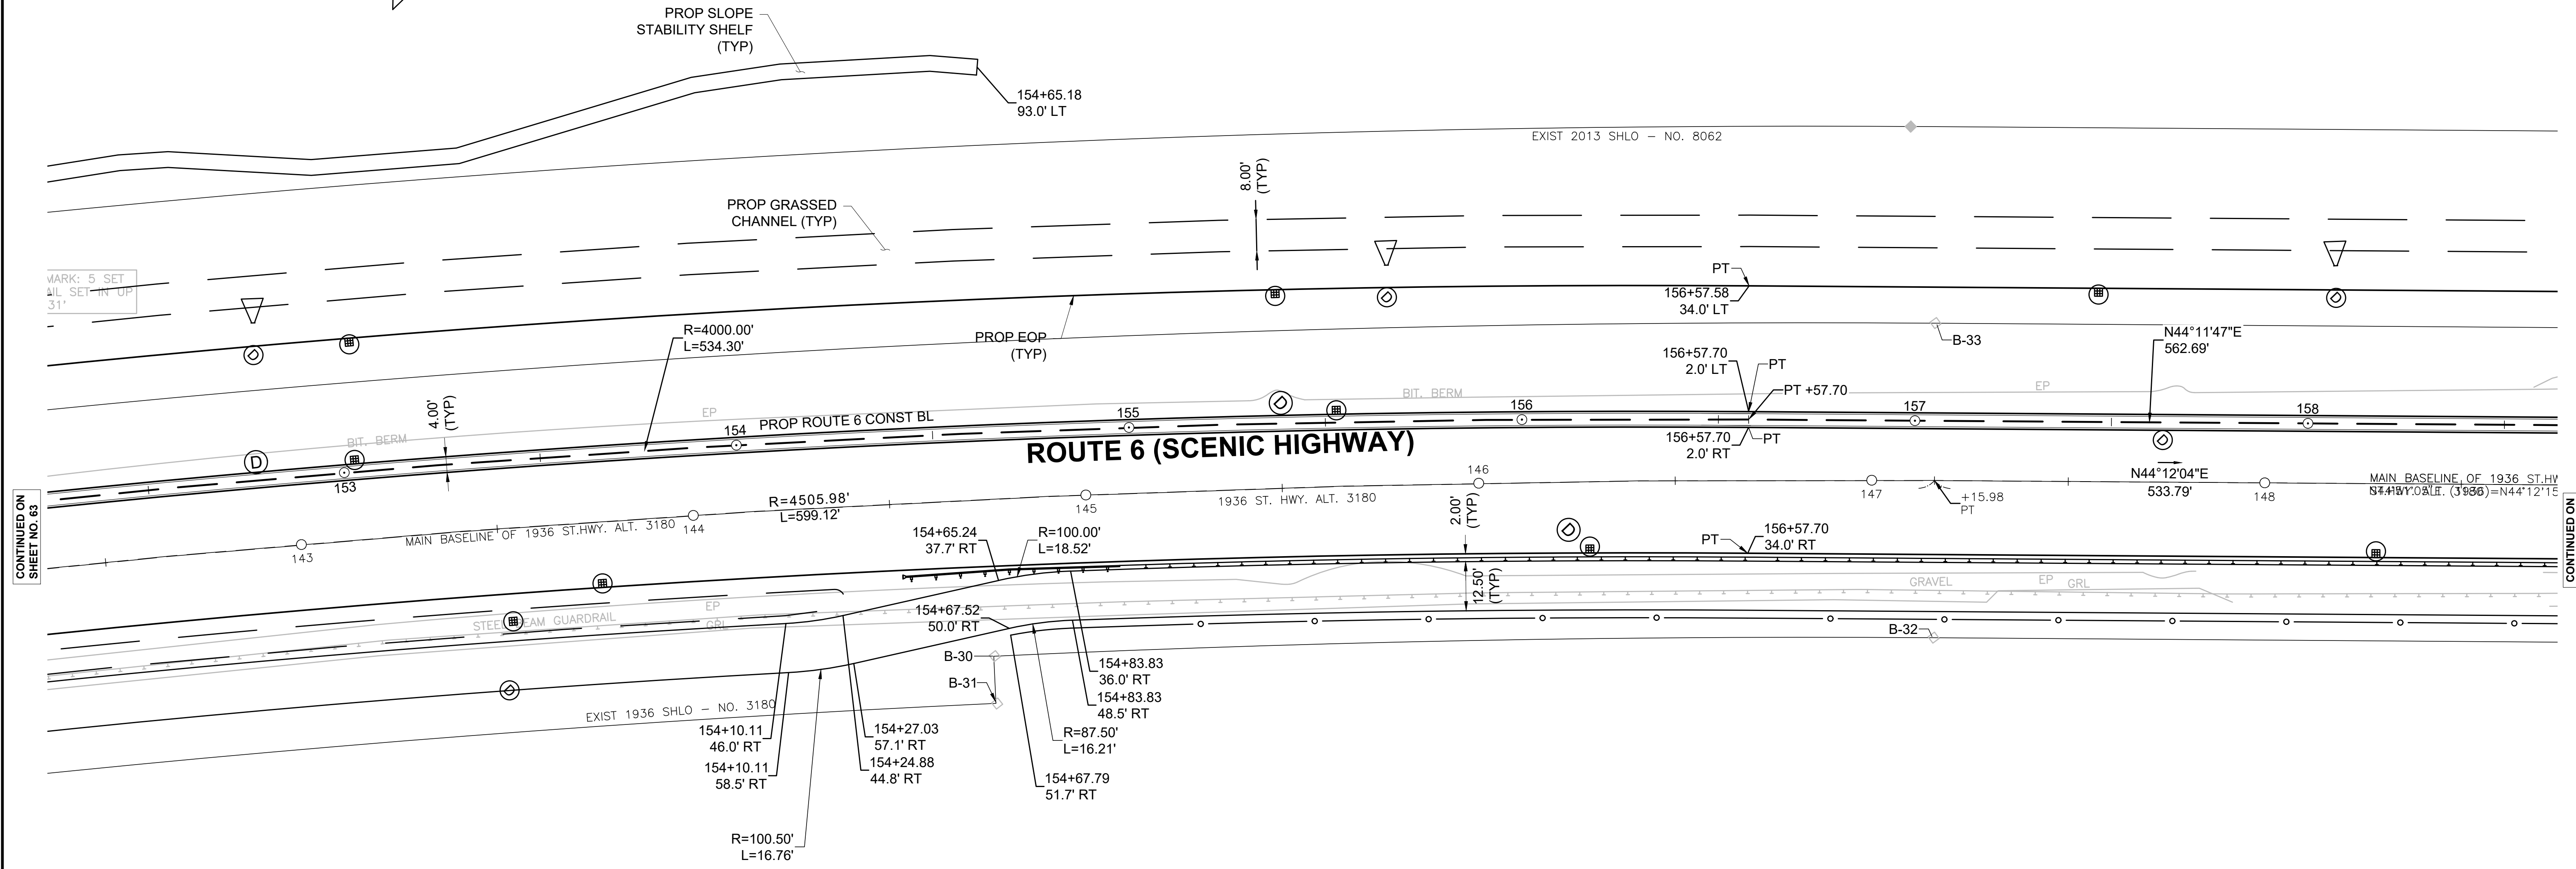 PROP SLOPE
STABILITY SHELF
(TYP)
154+65.18
93.0' LT
EXIST 2013 SHLO – NO. 8062
8.00'
(TYP)
PROP GRASSED
CHANNEL (TYP)
MARK: 5 SET
AIL SET IN UP
31'
PT
156+57.58
34.0' LT
R=4000.00'
L=534.30'
PROP EOP
(TYP)
N44°11'47"E
562.69'
B-33
156+57.70
2.0' LT
PT
PT +57.70
BIT. BERM
EP
EP
4.00'
(TYP)
D
D
D
D
D
BIT. BERM
PROP ROUTE 6 CONST BL
153
154
155
156
157
158
ROUTE 6 (SCENIC HIGHWAY)
156+57.70
2.0' RT
PT
D
N44°12'04"E
533.79'
MAIN BASELINE OF 1936 ST.HW
CONTINUED ON
SHEET NO. 63
CONTINUED ON
R=4505.98'
L=599.12'
1936 ST. HWY. ALT. 3180
MAIN BASELINE OF 1936 ST.HWY. ALT. 3180
143
144
145
146
147
148
+15.98
PT
2.00'
(TYP)
154+65.24
37.7' RT
R=100.00'
L=18.52'
D
PT
156+57.70
34.0' RT
12.50'
(TYP)
GRAVEL
EP
GRL
EP
GRL
154+67.52
50.0' RT
B-30
B-31
B-32
154+83.83
36.0' RT
154+83.83
48.5' RT
D
EXIST 1936 SHLO – NO. 3180
154+10.11
46.0' RT
154+10.11
58.5' RT
154+27.03
57.1' RT
154+24.88
44.8' RT
R=87.50'
L=16.21'
154+67.79
51.7' RT
R=100.50'
L=16.76'